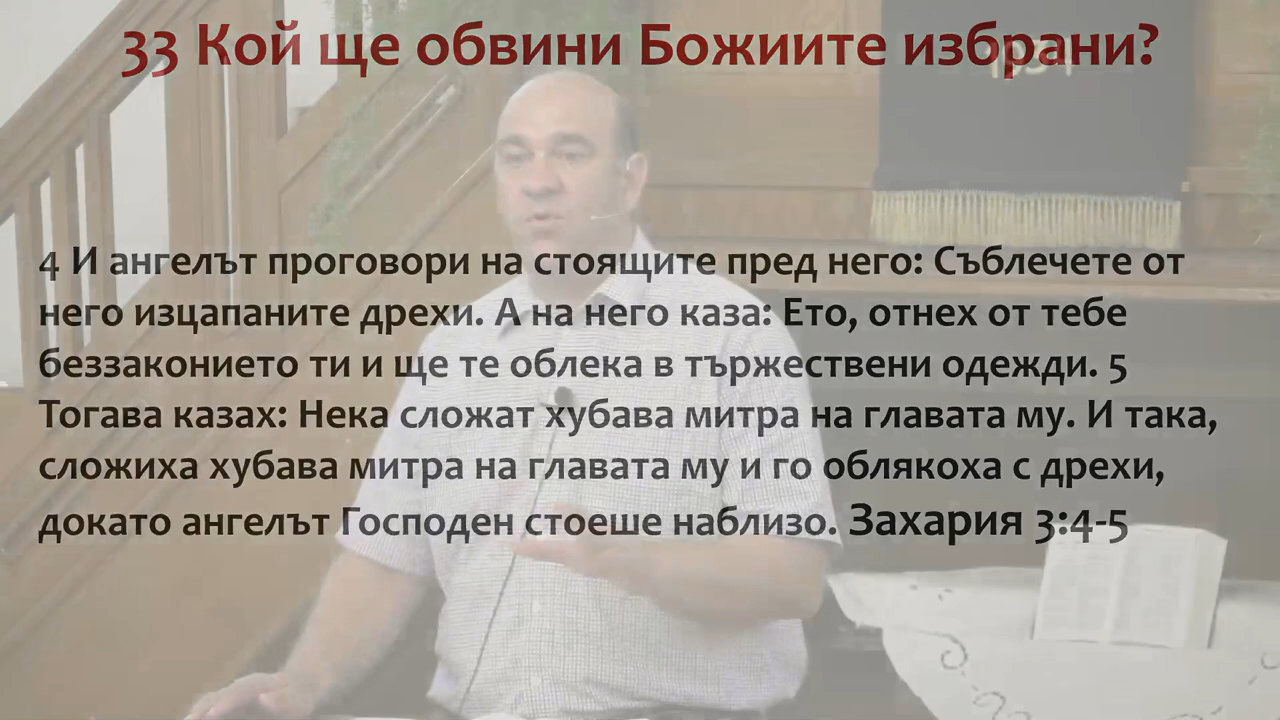 33 Кой ще обвини Божиите избрани?
4 И ангелът проговори на стоящите пред него: Съблечете от
него изцапаните дрехи. А на него каза: Ето, отнех от тебе
беззаконието ти и ще те облека в тържествени одежди. 5
Тогава казах: Нека сложат хубава митра на главата му. И така,
сложиха хубава митра на главата му и го облякоха с дрехи,
докато ангелът Господен стоеше наблизо. Захария 3:4-5